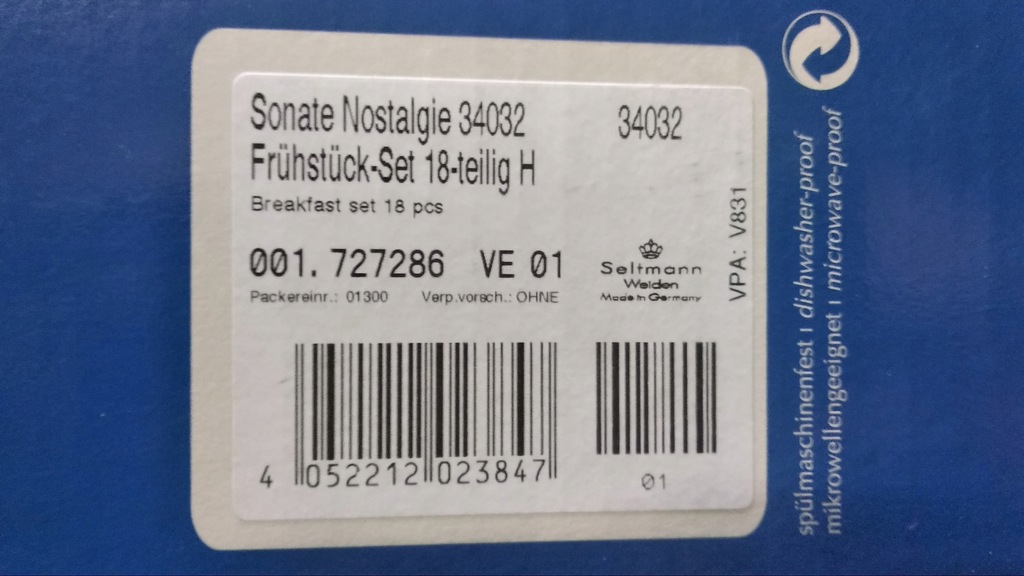 Sonate Nostalgie 34032
34032
Frühstück-Set 18-teilig H
Breakfast set 18 pcs
001. 727286 VE 01
Seltmann
Weiden
Made in Germany
Packereinr.: 01300 Verp.vorsch.: OHNE
VPA: V831
4 052212 023847
01
spülmaschinenfest ı dishwasher-proof
mikrowellengeeignet ı microwave-proof